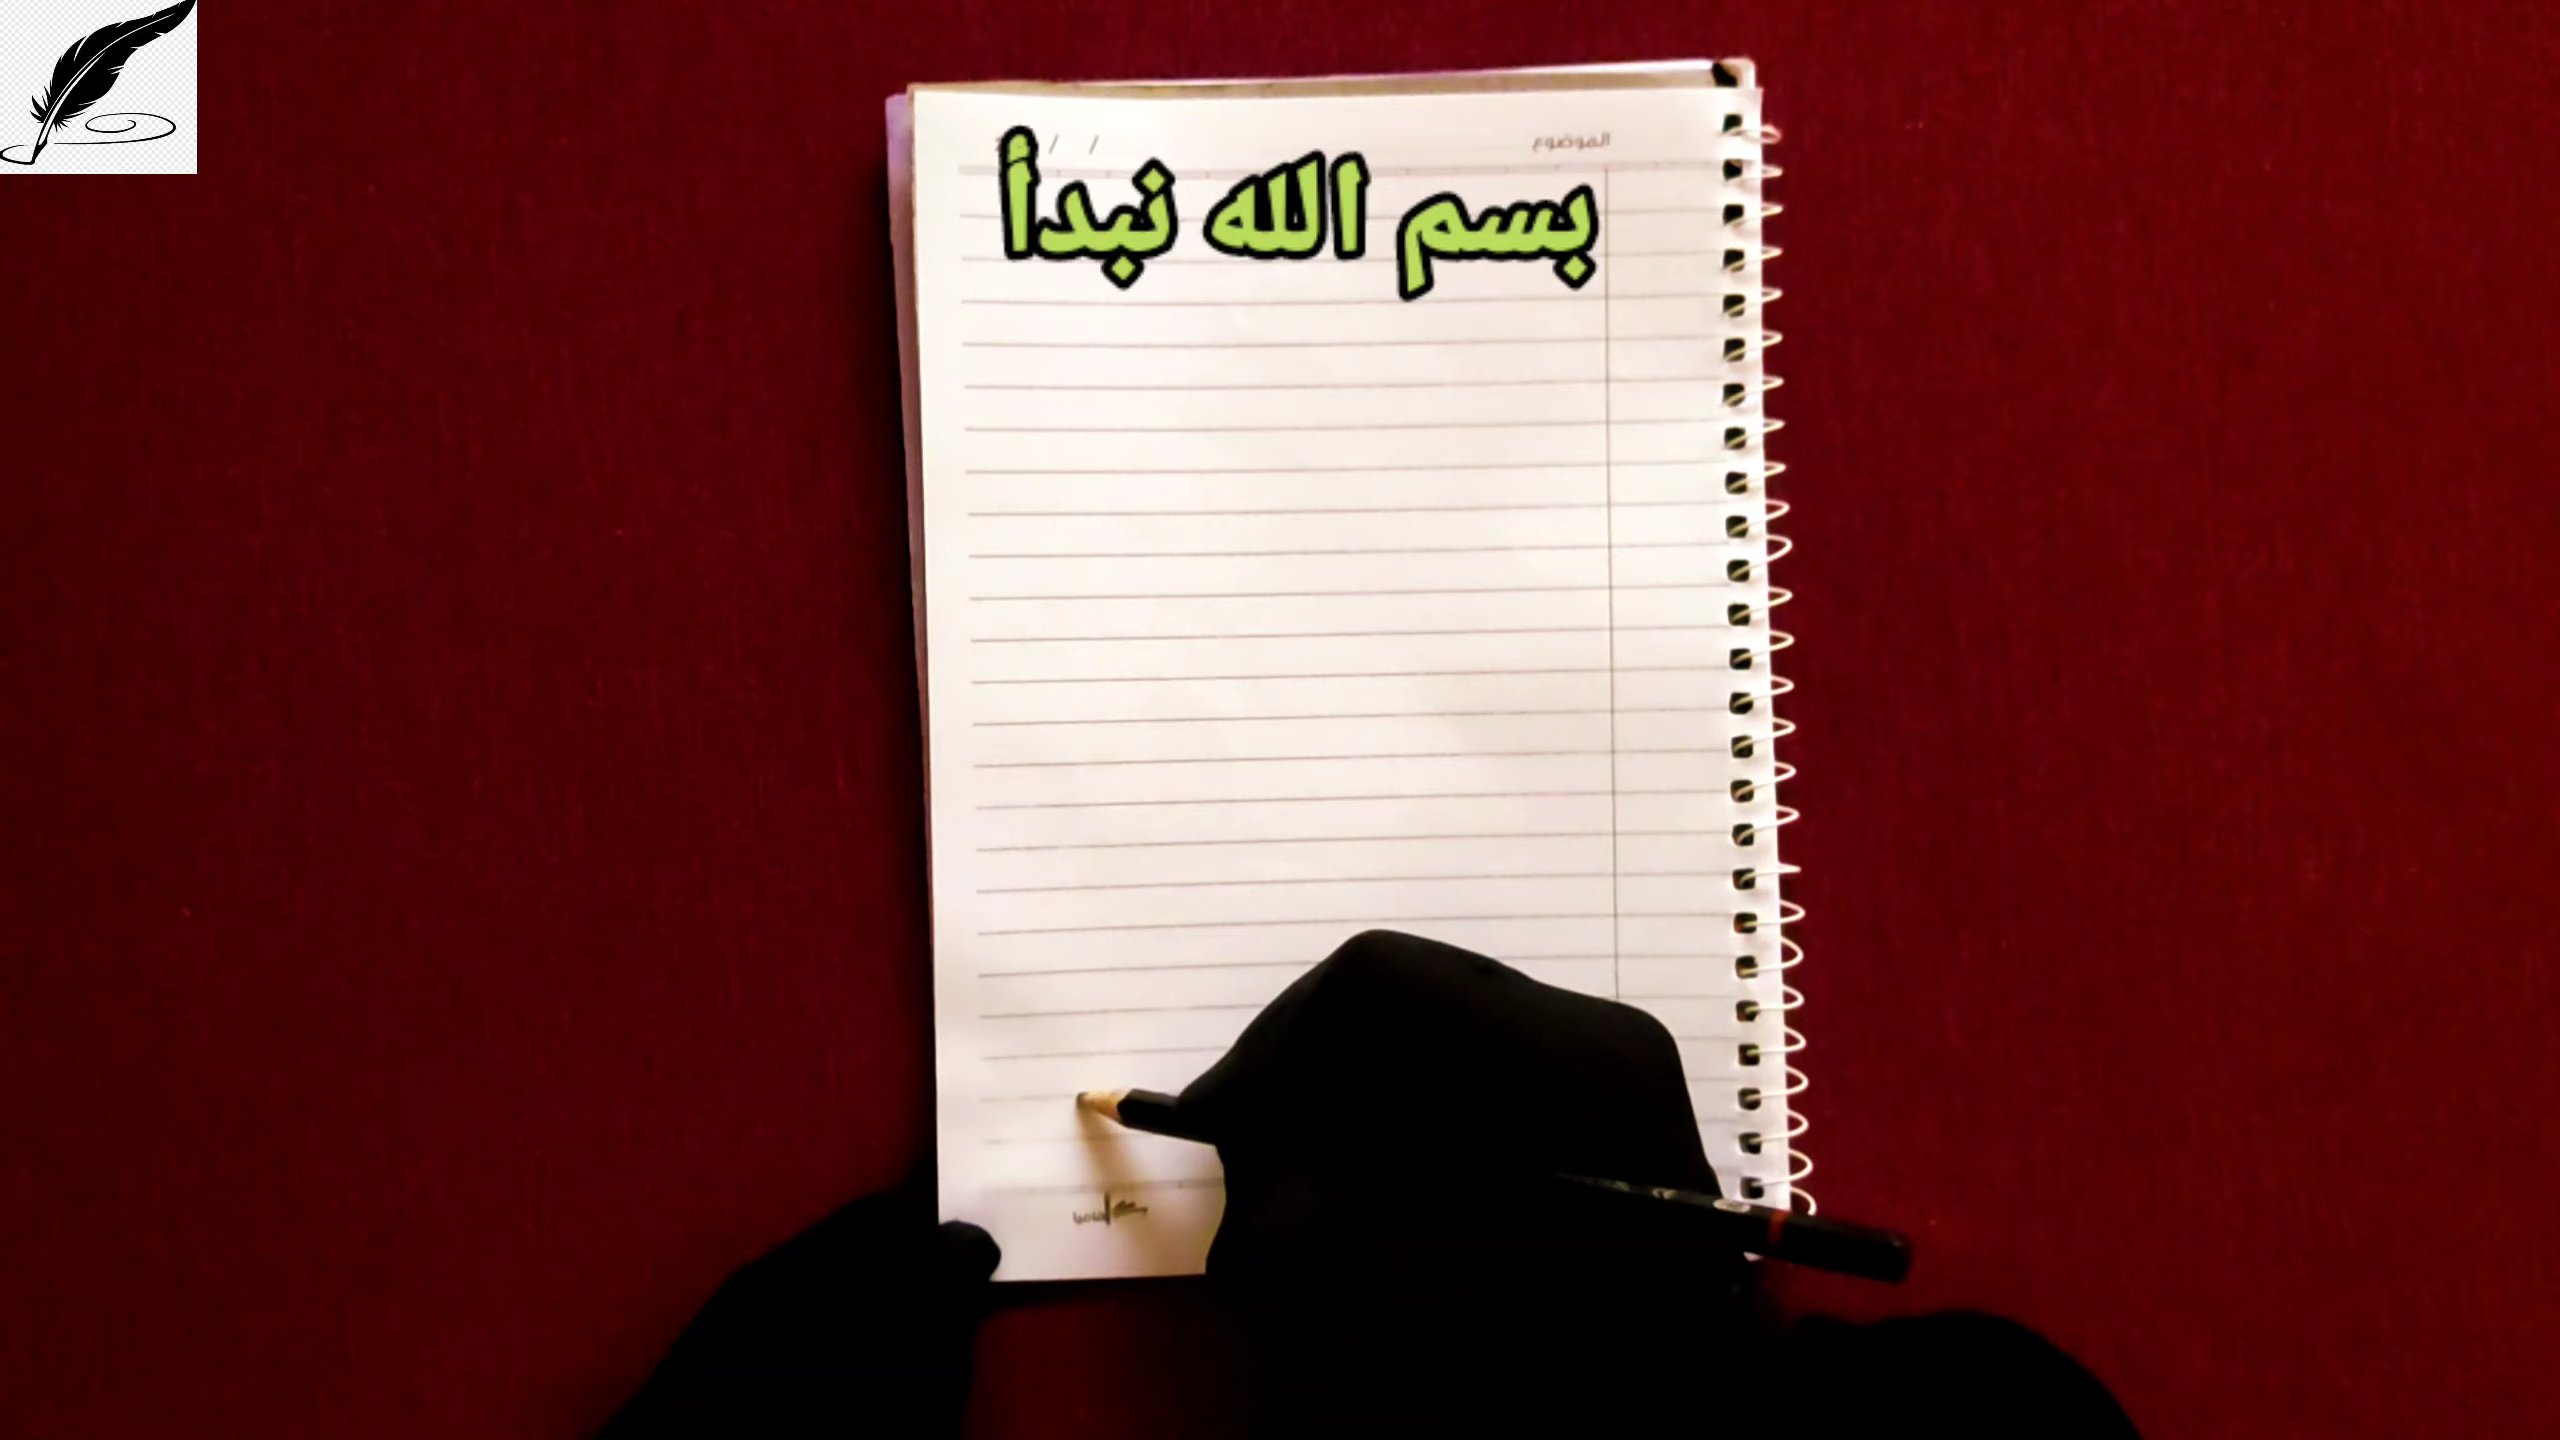 الموضوع / /
بسم الله نبدأ